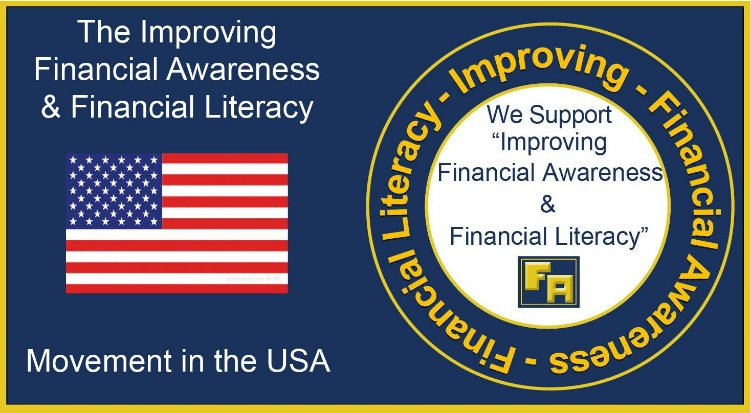 The Improving
Financial Awareness
& Financial Literacy
Movement in the USA
Improving - Financial Awareness - Financial Literacy -
We Support
“Improving
Financial Awareness
&
Financial Literacy”
FA